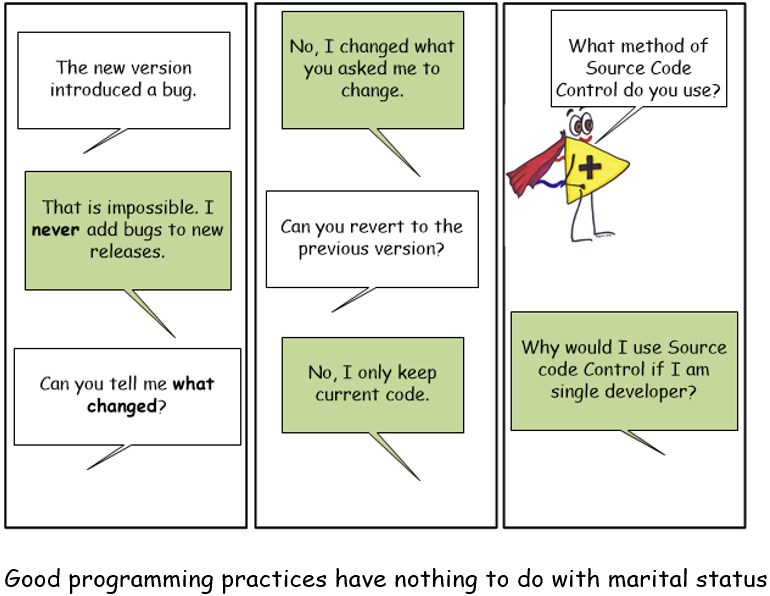 The new version
introduced a bug.
That is impossible. I
never add bugs to new
releases.
Can you tell me what
changed?
No, I changed what
you asked me to
change.
Can you revert to the
previous version?
No, I only keep
current code.
What method of
Source Code
Control do you use?
+
Why would I use Source
code Control if I am
single developer?
Good programming practices have nothing to do with marital status